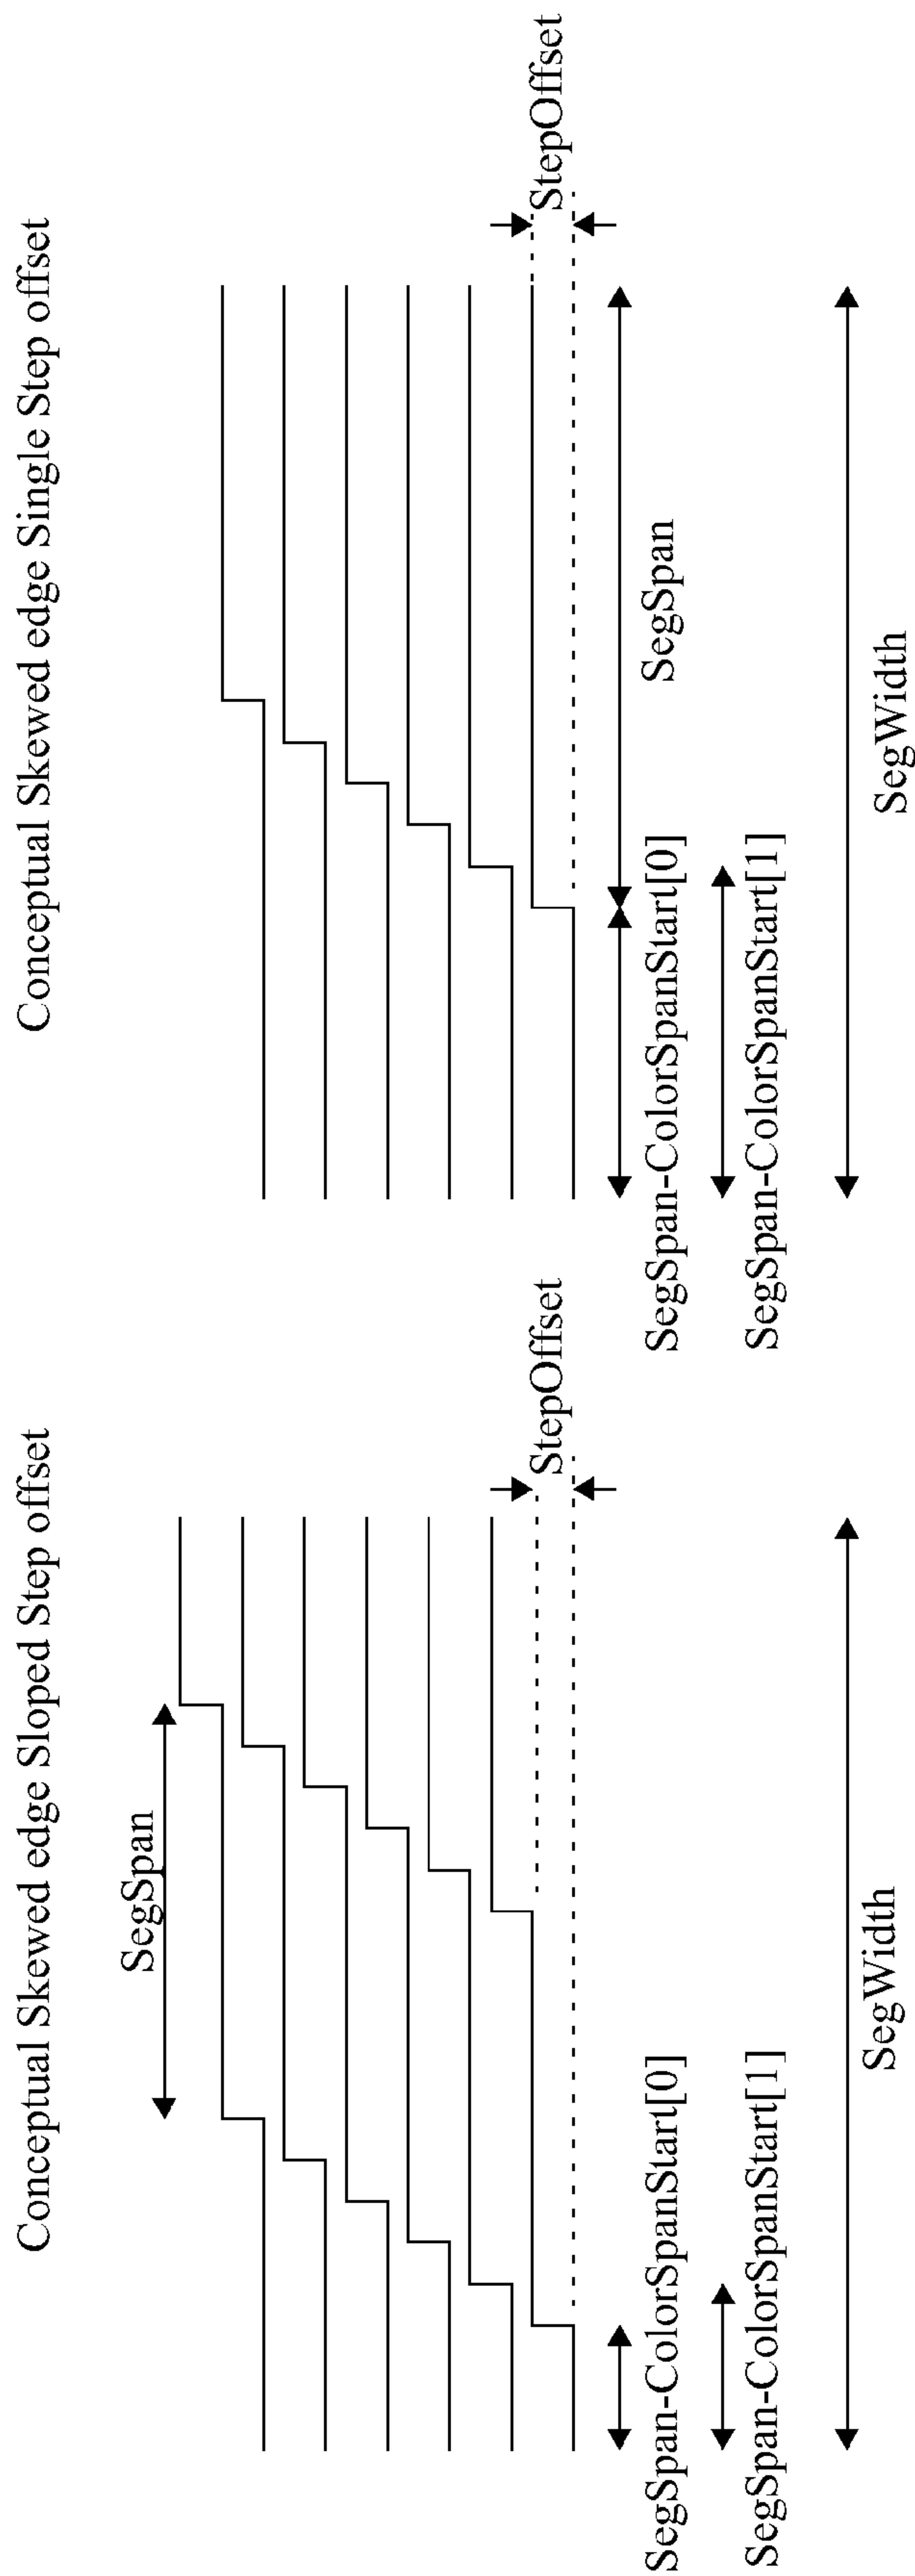 Conceptual Skewed edge Sloped Step offset
SegSpan
StepOffset
SegSpan-ColorSpanStart[0]
SegSpan-ColorSpanStart[1]
SegWidth
Conceptual Skewed edge Single Step offset
StepOffset
SegSpan
SegSpan-ColorSpanStart[0]
SegSpan-ColorSpanStart[1]
SegWidth